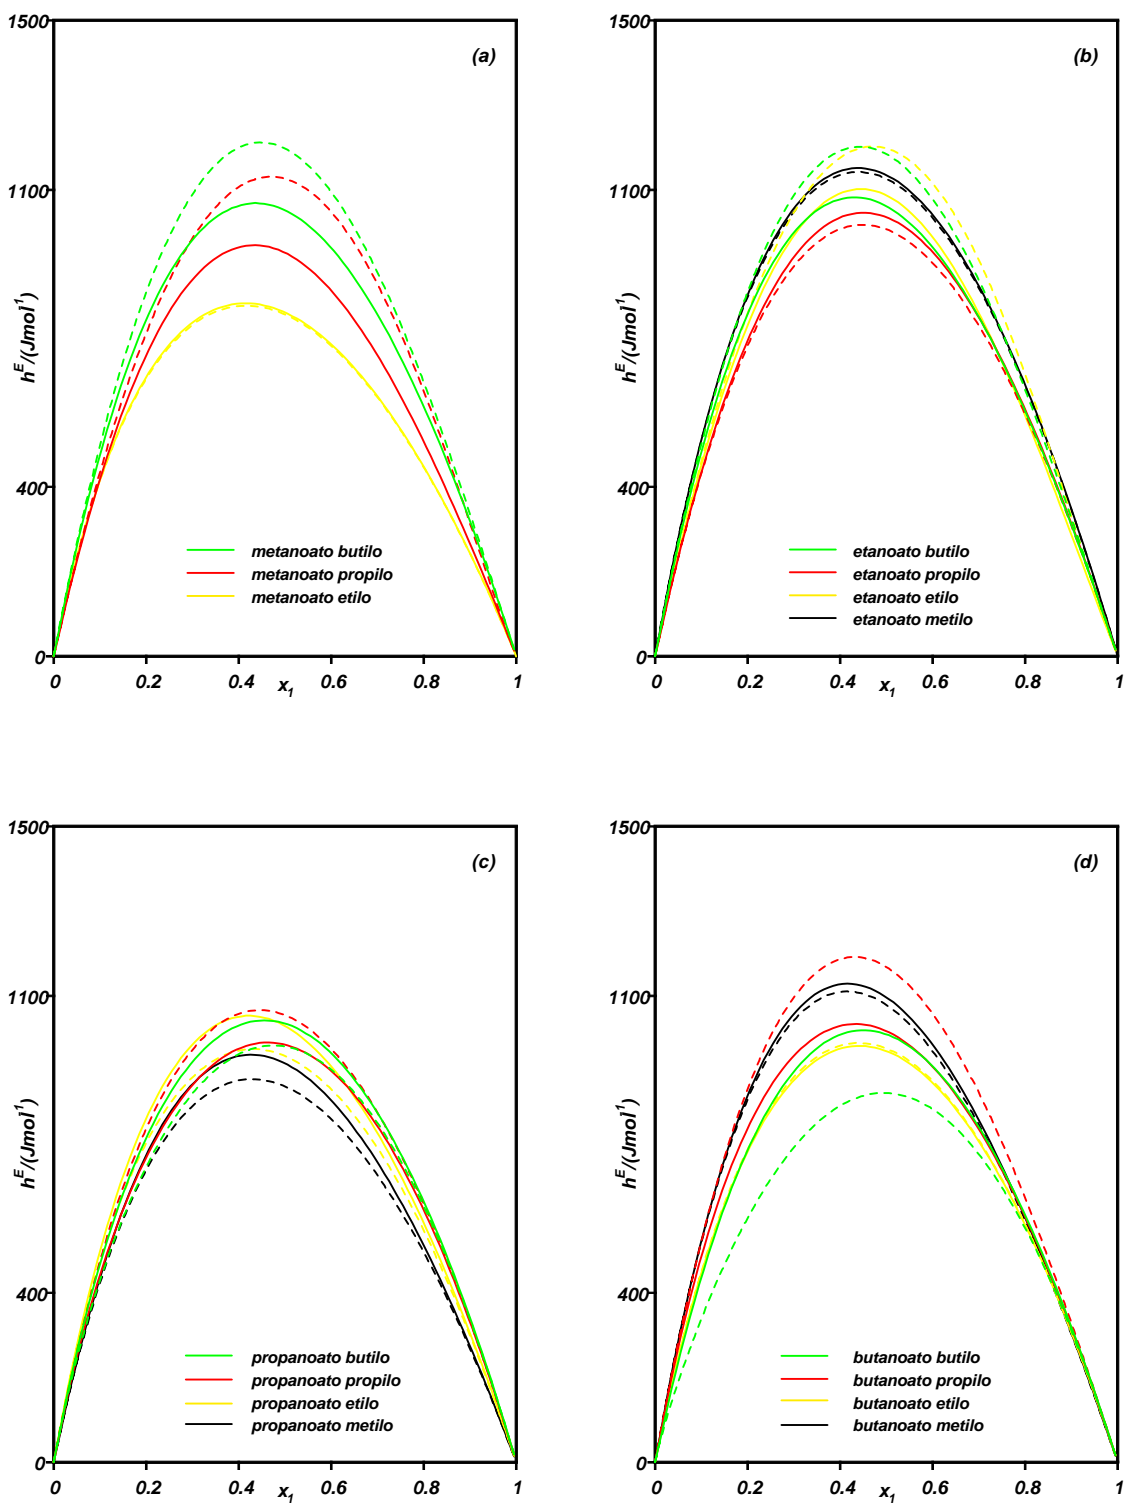 1500
(a)
1100
h^E/(Jmol^1)
400
metanoato butilo
metanoato propilo
metanoato etilo
0
0 0.2 0.4 0.6 0.8 1
x_1
1500
(b)
1100
h^E/(Jmol^1)
400
etanoato butilo
etanoato propilo
etanoato etilo
etanoato metilo
0
0 0.2 0.4 0.6 0.8 1
x_1
1500
(c)
1100
h^E/(Jmol^1)
400
propanoato butilo
propanoato propilo
propanoato etilo
propanoato metilo
0
0 0.2 0.4 0.6 0.8 1
x_1
1500
(d)
1100
h^E/(Jmol^1)
400
butanoato butilo
butanoato propilo
butanoato etilo
butanoato metilo
0
0 0.2 0.4 0.6 0.8 1
x_1